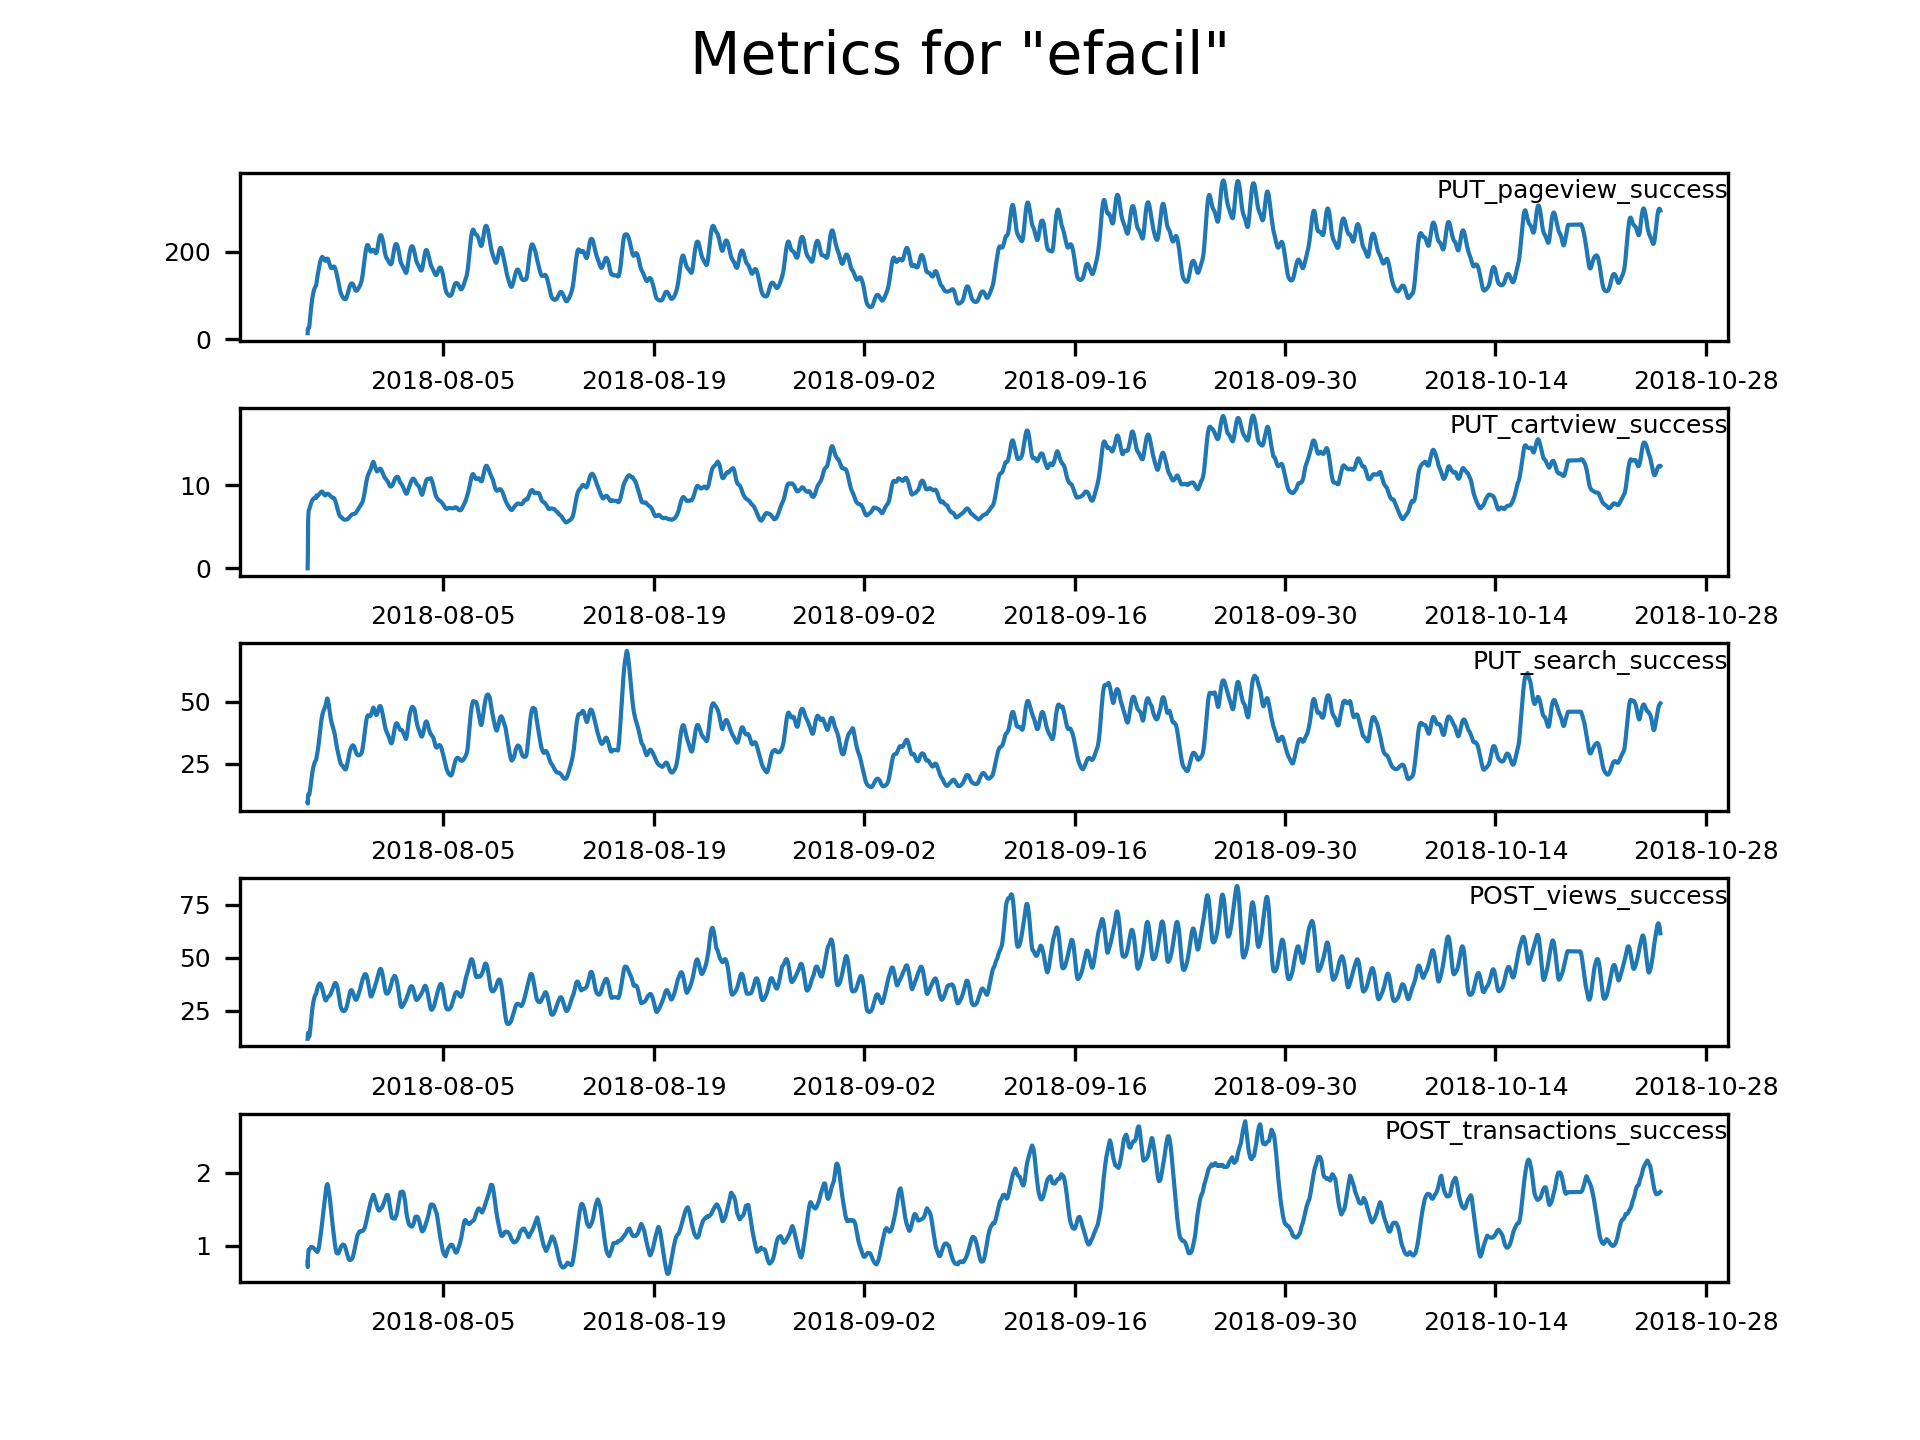 Metrics for "efacil"
PUT_pageview_success
200
0
2018-08-05 2018-08-19 2018-09-02 2018-09-16 2018-09-30 2018-10-14 2018-10-28
PUT_cartview_success
10
0
2018-08-05 2018-08-19 2018-09-02 2018-09-16 2018-09-30 2018-10-14 2018-10-28
PUT_search_success
50
25
2018-08-05 2018-08-19 2018-09-02 2018-09-16 2018-09-30 2018-10-14 2018-10-28
POST_views_success
75
50
25
2018-08-05 2018-08-19 2018-09-02 2018-09-16 2018-09-30 2018-10-14 2018-10-28
POST_transactions_success
2
1
2018-08-05 2018-08-19 2018-09-02 2018-09-16 2018-09-30 2018-10-14 2018-10-28